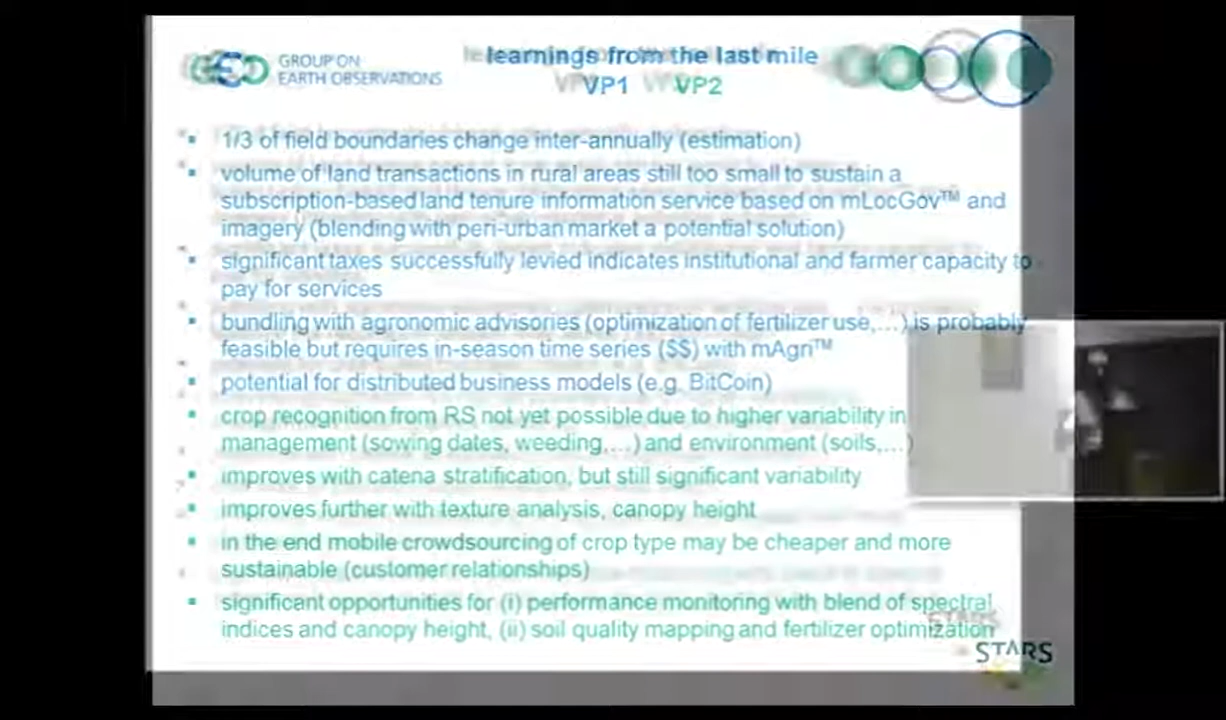 GEO GROUP ON
EARTH OBSERVATIONS
learnings from the last mile
VP1 VP2
▪ 1/3 of field boundaries change inter-annually (estimation)
▪ volume of land transactions in rural areas still too small to sustain a
subscription-based land tenure information service based on mLocGov™ and
imagery (blending with peri-urban market a potential solution)
▪ significant taxes successfully levied indicates institutional and farmer capacity to
pay for services
▪ bundling with agronomic advisories (optimization of fertilizer use,...) is probably
feasible but requires in-season time series ($$) with mAgri™
▪ potential for distributed business models (e.g. BitCoin)
▪ crop recognition from RS not yet possible due to higher variability in
management (sowing dates, weeding,...) and environment (soils,...)
▪ improves with catena stratification, but still significant variability
▪ improves further with texture analysis, canopy height
▪ in the end mobile crowdsourcing of crop type may be cheaper and more
sustainable (customer relationships)
▪ significant opportunities for (i) performance monitoring with blend of spectral
indices and canopy height, (ii) soil quality mapping and fertilizer optimization
STARS